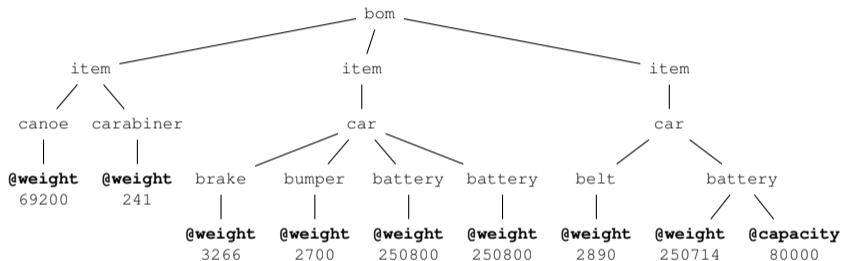 bom
item item item
canoe carabiner car car
@weight @weight brake bumper battery battery belt battery
69200 241
@weight @weight @weight @weight @weight @weight @capacity
3266 2700 250800 250800 2890 250714 80000